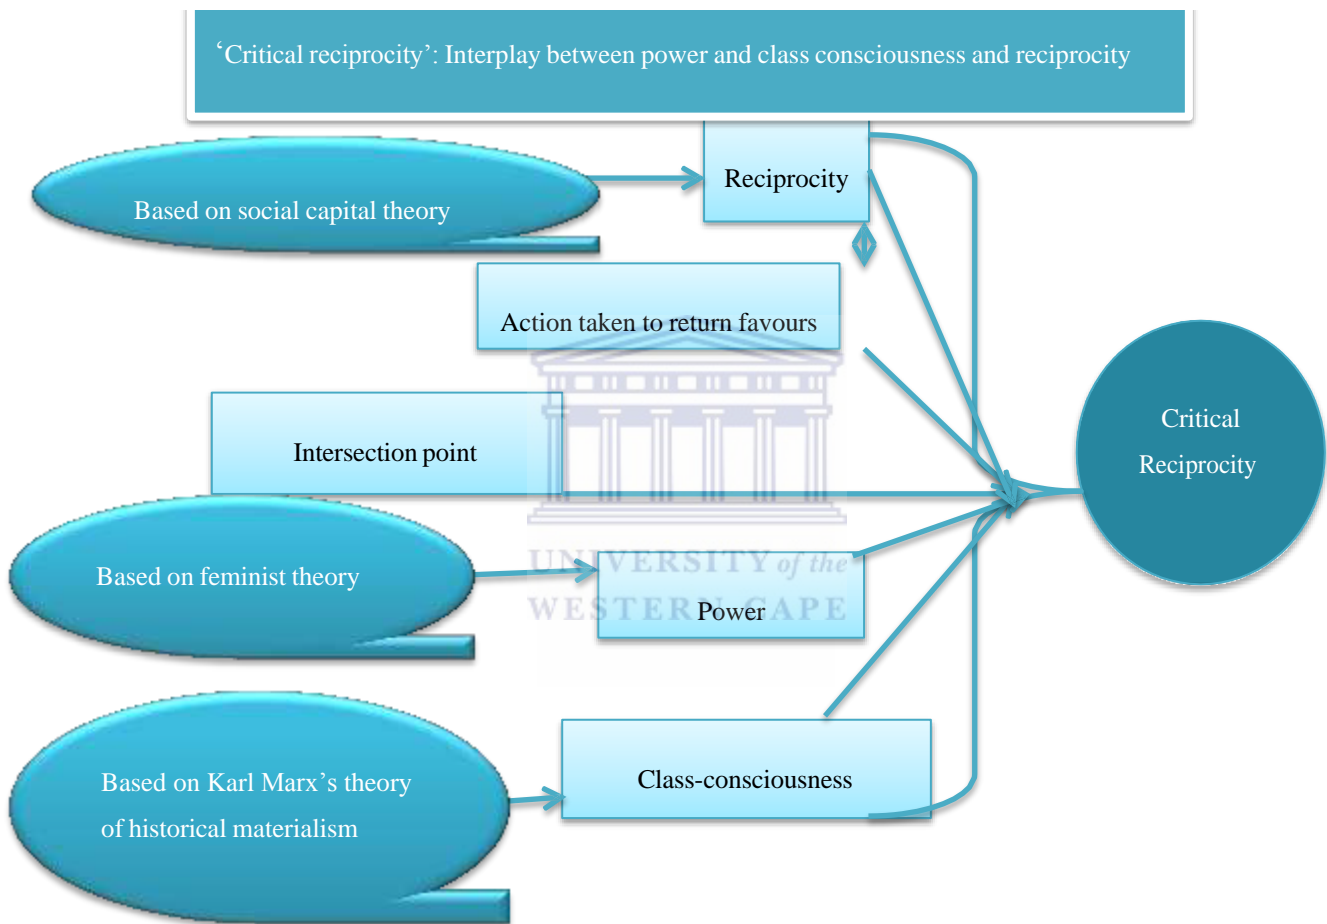 ‘Critical reciprocity’: Interplay between power and class consciousness and reciprocity
Reciprocity
Based on social capital theory
Action taken to return favours
Intersection point
Critical
Reciprocity
Based on feminist theory
UNIVERSITY of the
WESTERN CAPE
Power
Based on Karl Marx’s theory
of historical materialism
Class-consciousness